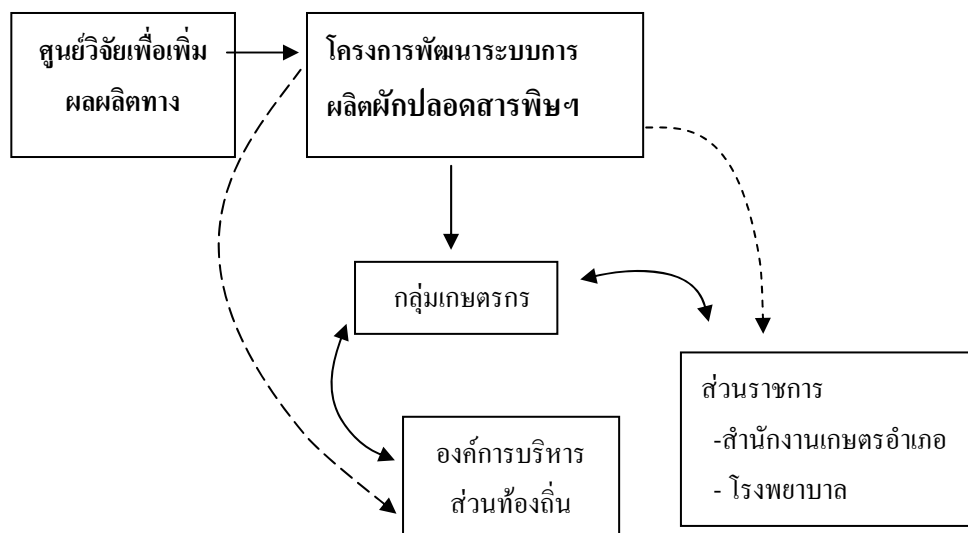 ศูนย์วิจัยเพื่อเพิ่ม
ผลผลิตทาง
โครงการพัฒนาระบบการ
ผลิตผักปลอดสารพิษฯ
กลุ่มเกษตรกร
องค์การบริหาร
ส่วนท้องถิ่น
ส่วนราชการ
-สำนักงานเกษตรอำเภอ
- โรงพยาบาล